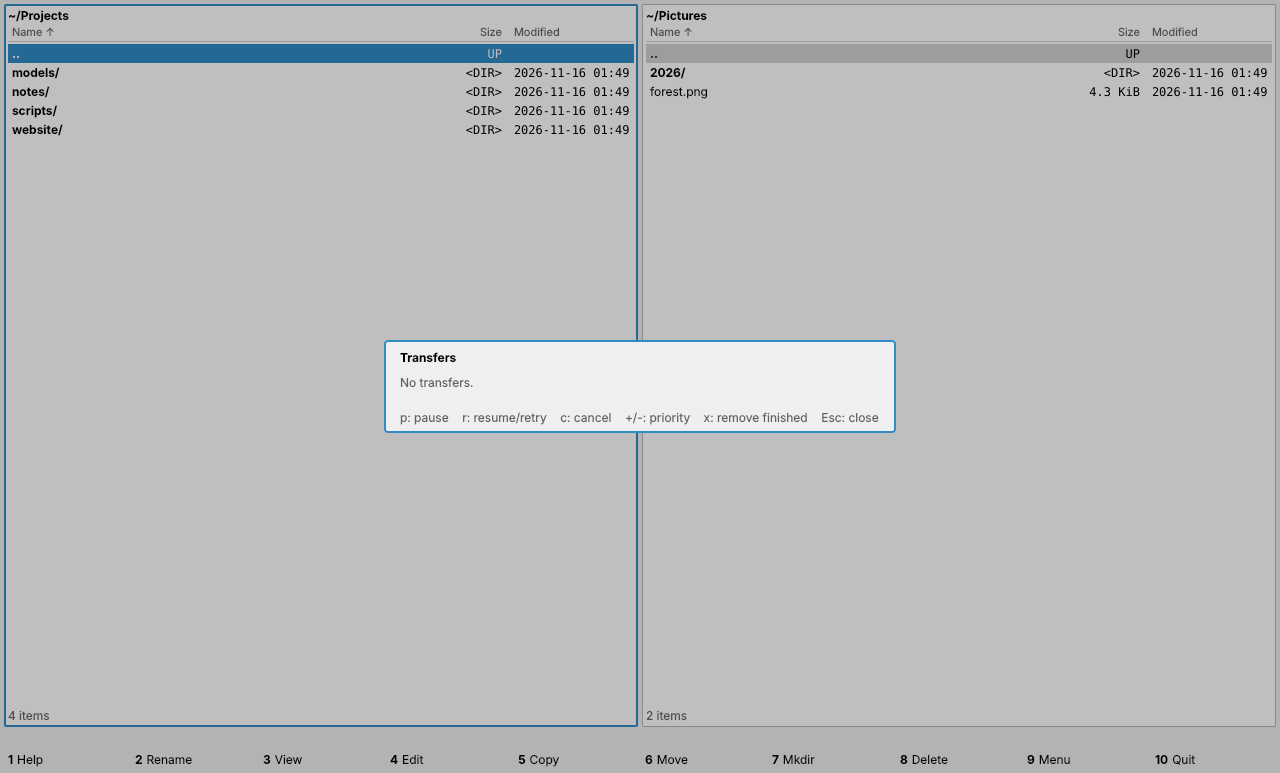 ~/Projects
Name ↑ Size Modified
.. UP
models/ <DIR> 2026-11-16 01:49
notes/ <DIR> 2026-11-16 01:49
scripts/ <DIR> 2026-11-16 01:49
website/ <DIR> 2026-11-16 01:49
4 items
~/Pictures
Name ↑ Size Modified
.. UP
2026/ <DIR> 2026-11-16 01:49
forest.png 4.3 KiB 2026-11-16 01:49
2 items
Transfers
No transfers.
p: pause r: resume/retry c: cancel +/-: priority x: remove finished Esc: close
1 Help 2 Rename 3 View 4 Edit 5 Copy 6 Move 7 Mkdir 8 Delete 9 Menu 10 Quit